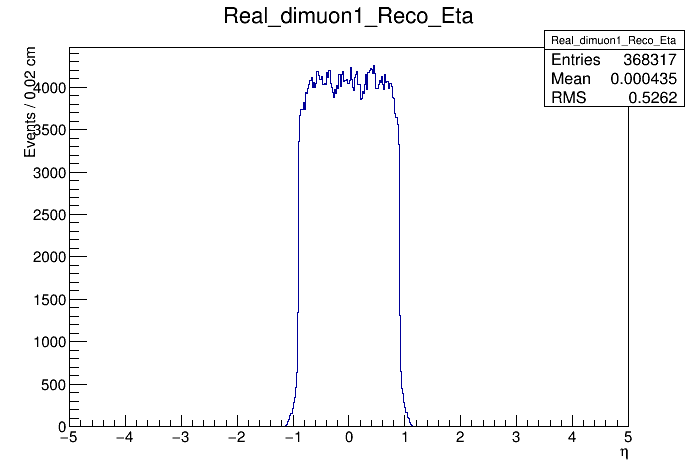 Real_dimuon1_Reco_Eta
Real_dimuon1_Reco_Eta
Entries 368317
Mean 0.000435
RMS 0.5262
Events / 0.02 cm
4000
3500
3000
2500
2000
1500
1000
500
0
−5 −4 −3 −2 −1 0 1 2 3 4 5
η